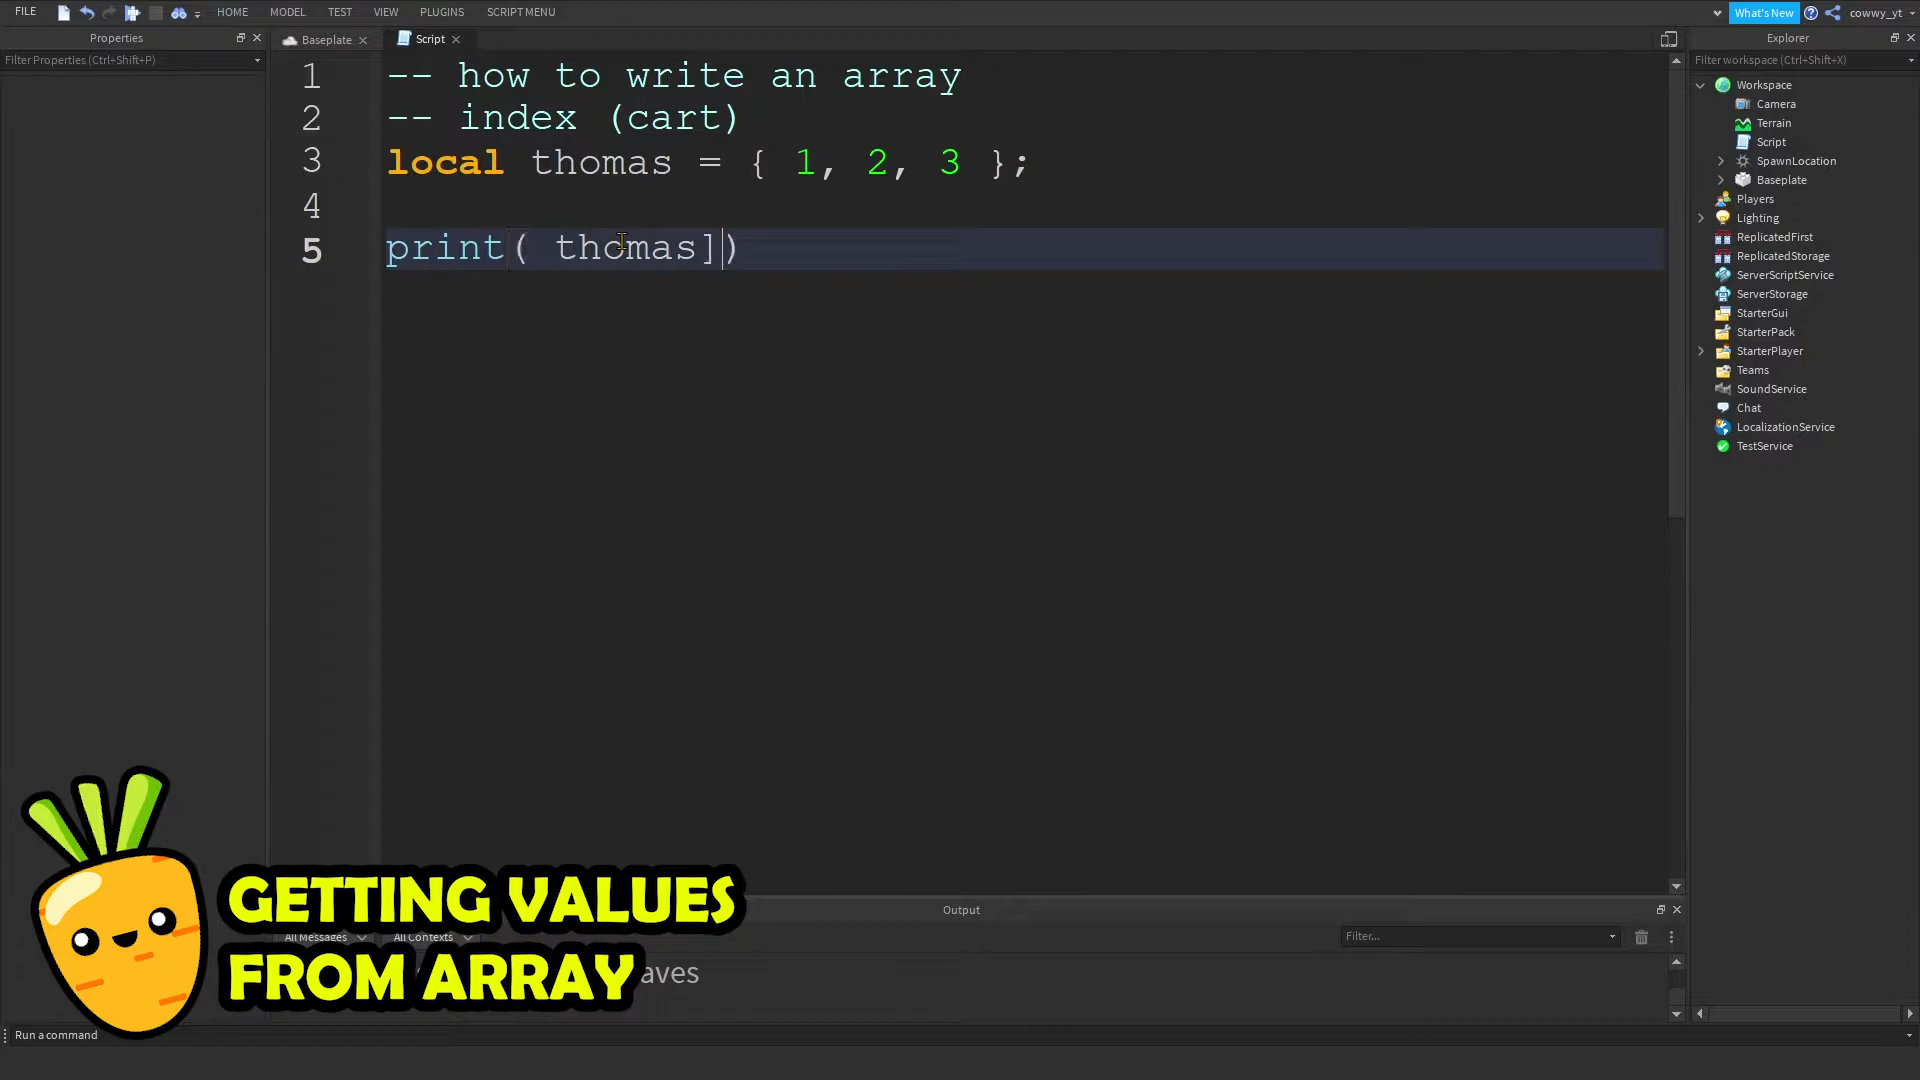 FILE HOME MODEL TEST VIEW PLUGINS SCRIPT MENU What's New cowwy_yt
Properties
Filter Properties (Ctrl+Shift+P)
Baseplate Script
1 -- how to write an array
2 -- index (cart)
3 local thomas = { 1, 2, 3 };
4
5 print( thomas])
Explorer
Filter workspace (Ctrl+Shift+X)
Workspace
Camera
Terrain
Script
SpawnLocation
Baseplate
Players
Lighting
ReplicatedFirst
ReplicatedStorage
ServerScriptService
ServerStorage
StarterGui
StarterPack
StarterPlayer
Teams
SoundService
Chat
LocalizationService
TestService
Output
All Messages All Contexts Filter...
aves
GETTING VALUES
FROM ARRAY
Run a command